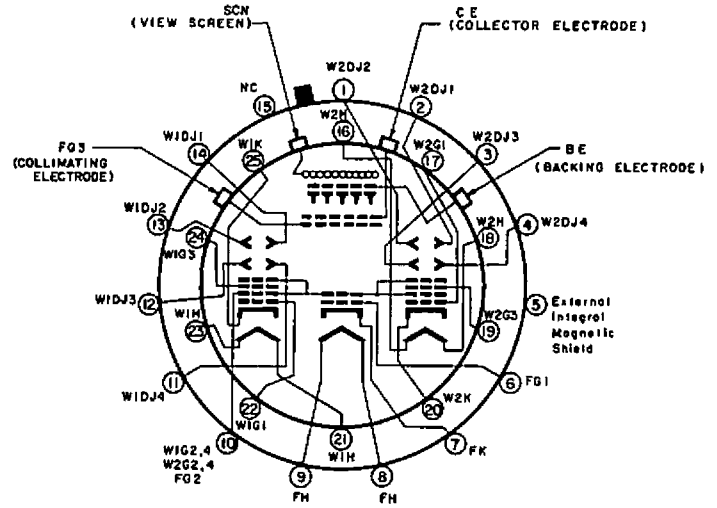 SCN
(VIEW SCREEN)
CE
(COLLECTOR ELECTRODE)
W2DJ2
1
NC
15
W2DJ1
2
W2H
16
W1DJ1
14
W1K
25
W2G1
17
W2DJ3
3
FG3
(COLLIMATING
ELECTRODE)
BE
(BACKING ELECTRODE)
W1DJ2
13
24
W1G3
W2H
18
4
W2DJ4
W1DJ3
12
W1H
23
19
W2G3
5
External
Integral
Magnetic
Shield
11
W1DJ4
22
W1G1
W2K
20
6
FG1
10
W1G2,4
W2G2,4
FG2
21
W1H
7
FK
9
FH
8
FH